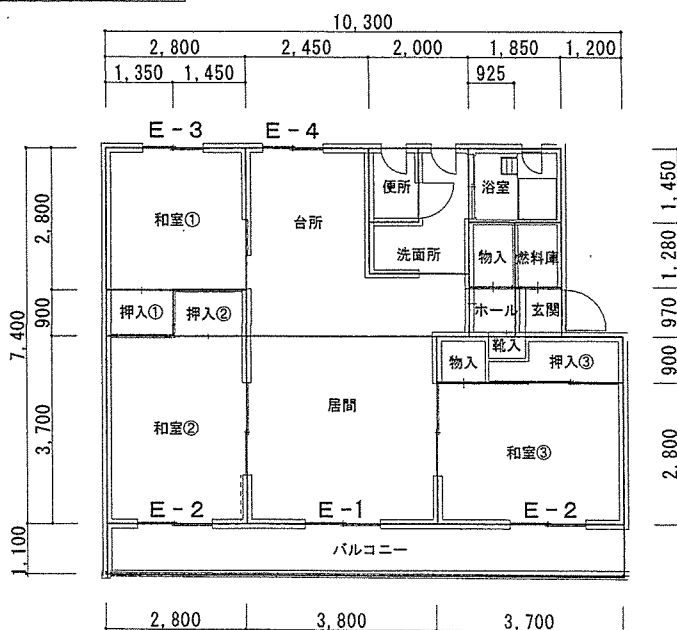 10,300
2,800 2,450 2,000 1,850 1,200
1,350 1,450 925
E-3 E-4
便所 浴室
和室① 台所
洗面所 物入 燃料庫
押入① 押入② ホール 玄関
靴入
物入 押入③
居間
和室② 和室③
E-2 E-1 E-2
バルコニー
7,400
2,800
900
3,700
1,100
1,450
1,280
970
900
2,800
2,800 3,800 3,700